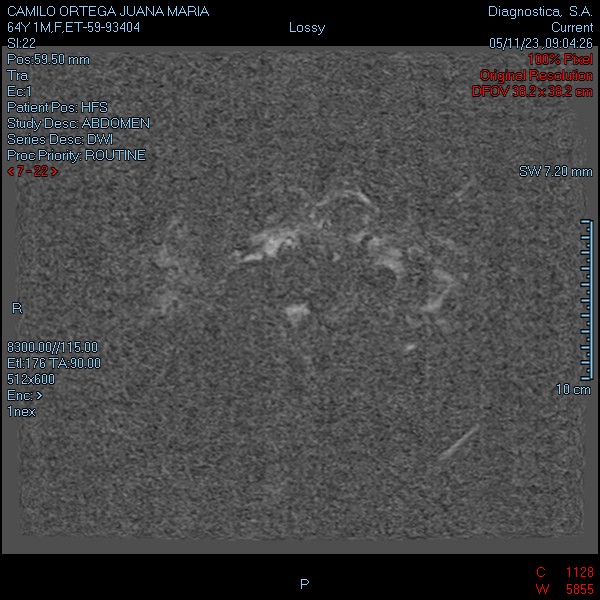 CAMILO ORTEGA JUANA MARIA
64Y 1M,F,ET-59-93404
Sl:22
Pos:59.50 mm
Tra
Ec:1
Patient Pos: HFS
Study Desc: ABDOMEN
Series Desc: DWI
Proc Priority: ROUTINE
< 7 - 22 >
Lossy
Diagnostica, S.A.
Current
05/11/23 ,09:04:26
100% Pixel
Original Resolution
DFOV 38.2 x 38.2 cm
SW 7.20 mm
R
8300.00//115.00
Etl:176 TA:90.00
512x600
Enc: >
1nex
10 cm
P
C 1128
W 5855